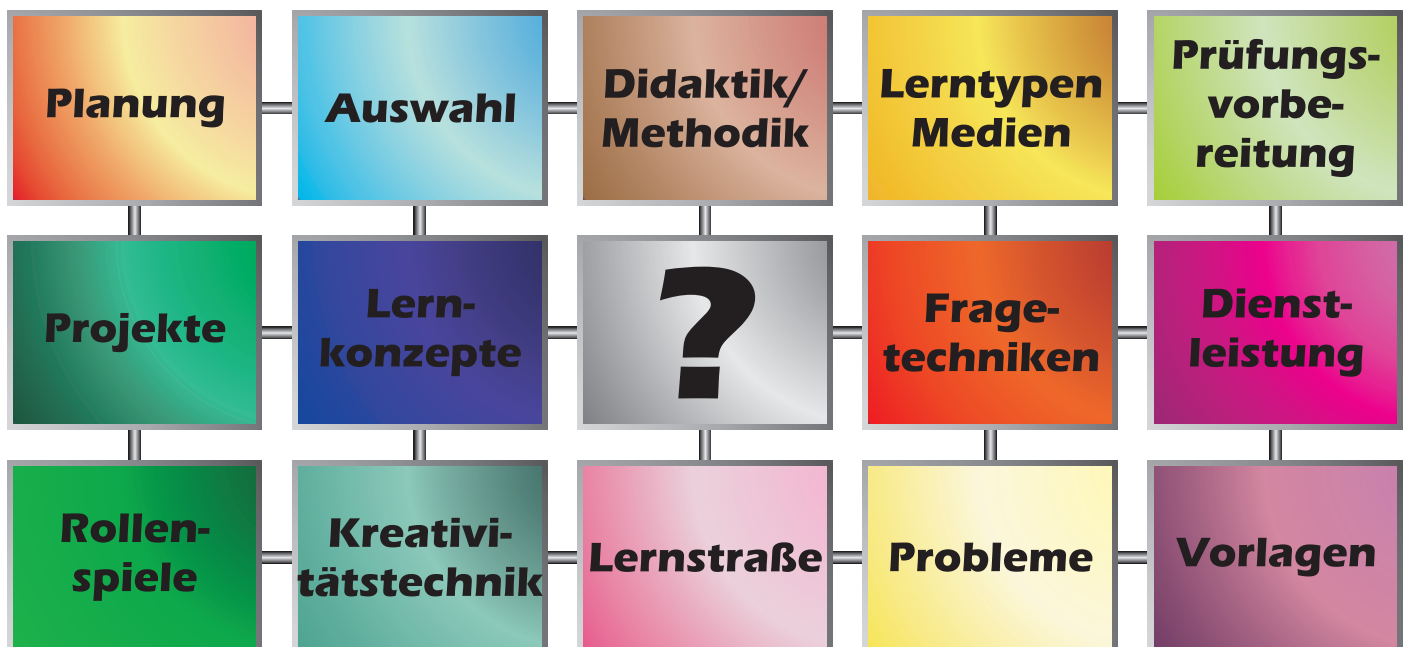 Planung
Auswahl
Didaktik/
Methodik
Lerntypen
Medien
Prüfungs-
vorbe-
reitung
Projekte
Lern-
konzepte
?
Frage-
techniken
Dienst-
leistung
Rollen-
spiele
Kreativi-
tätstechnik
Lernstraße
Probleme
Vorlagen